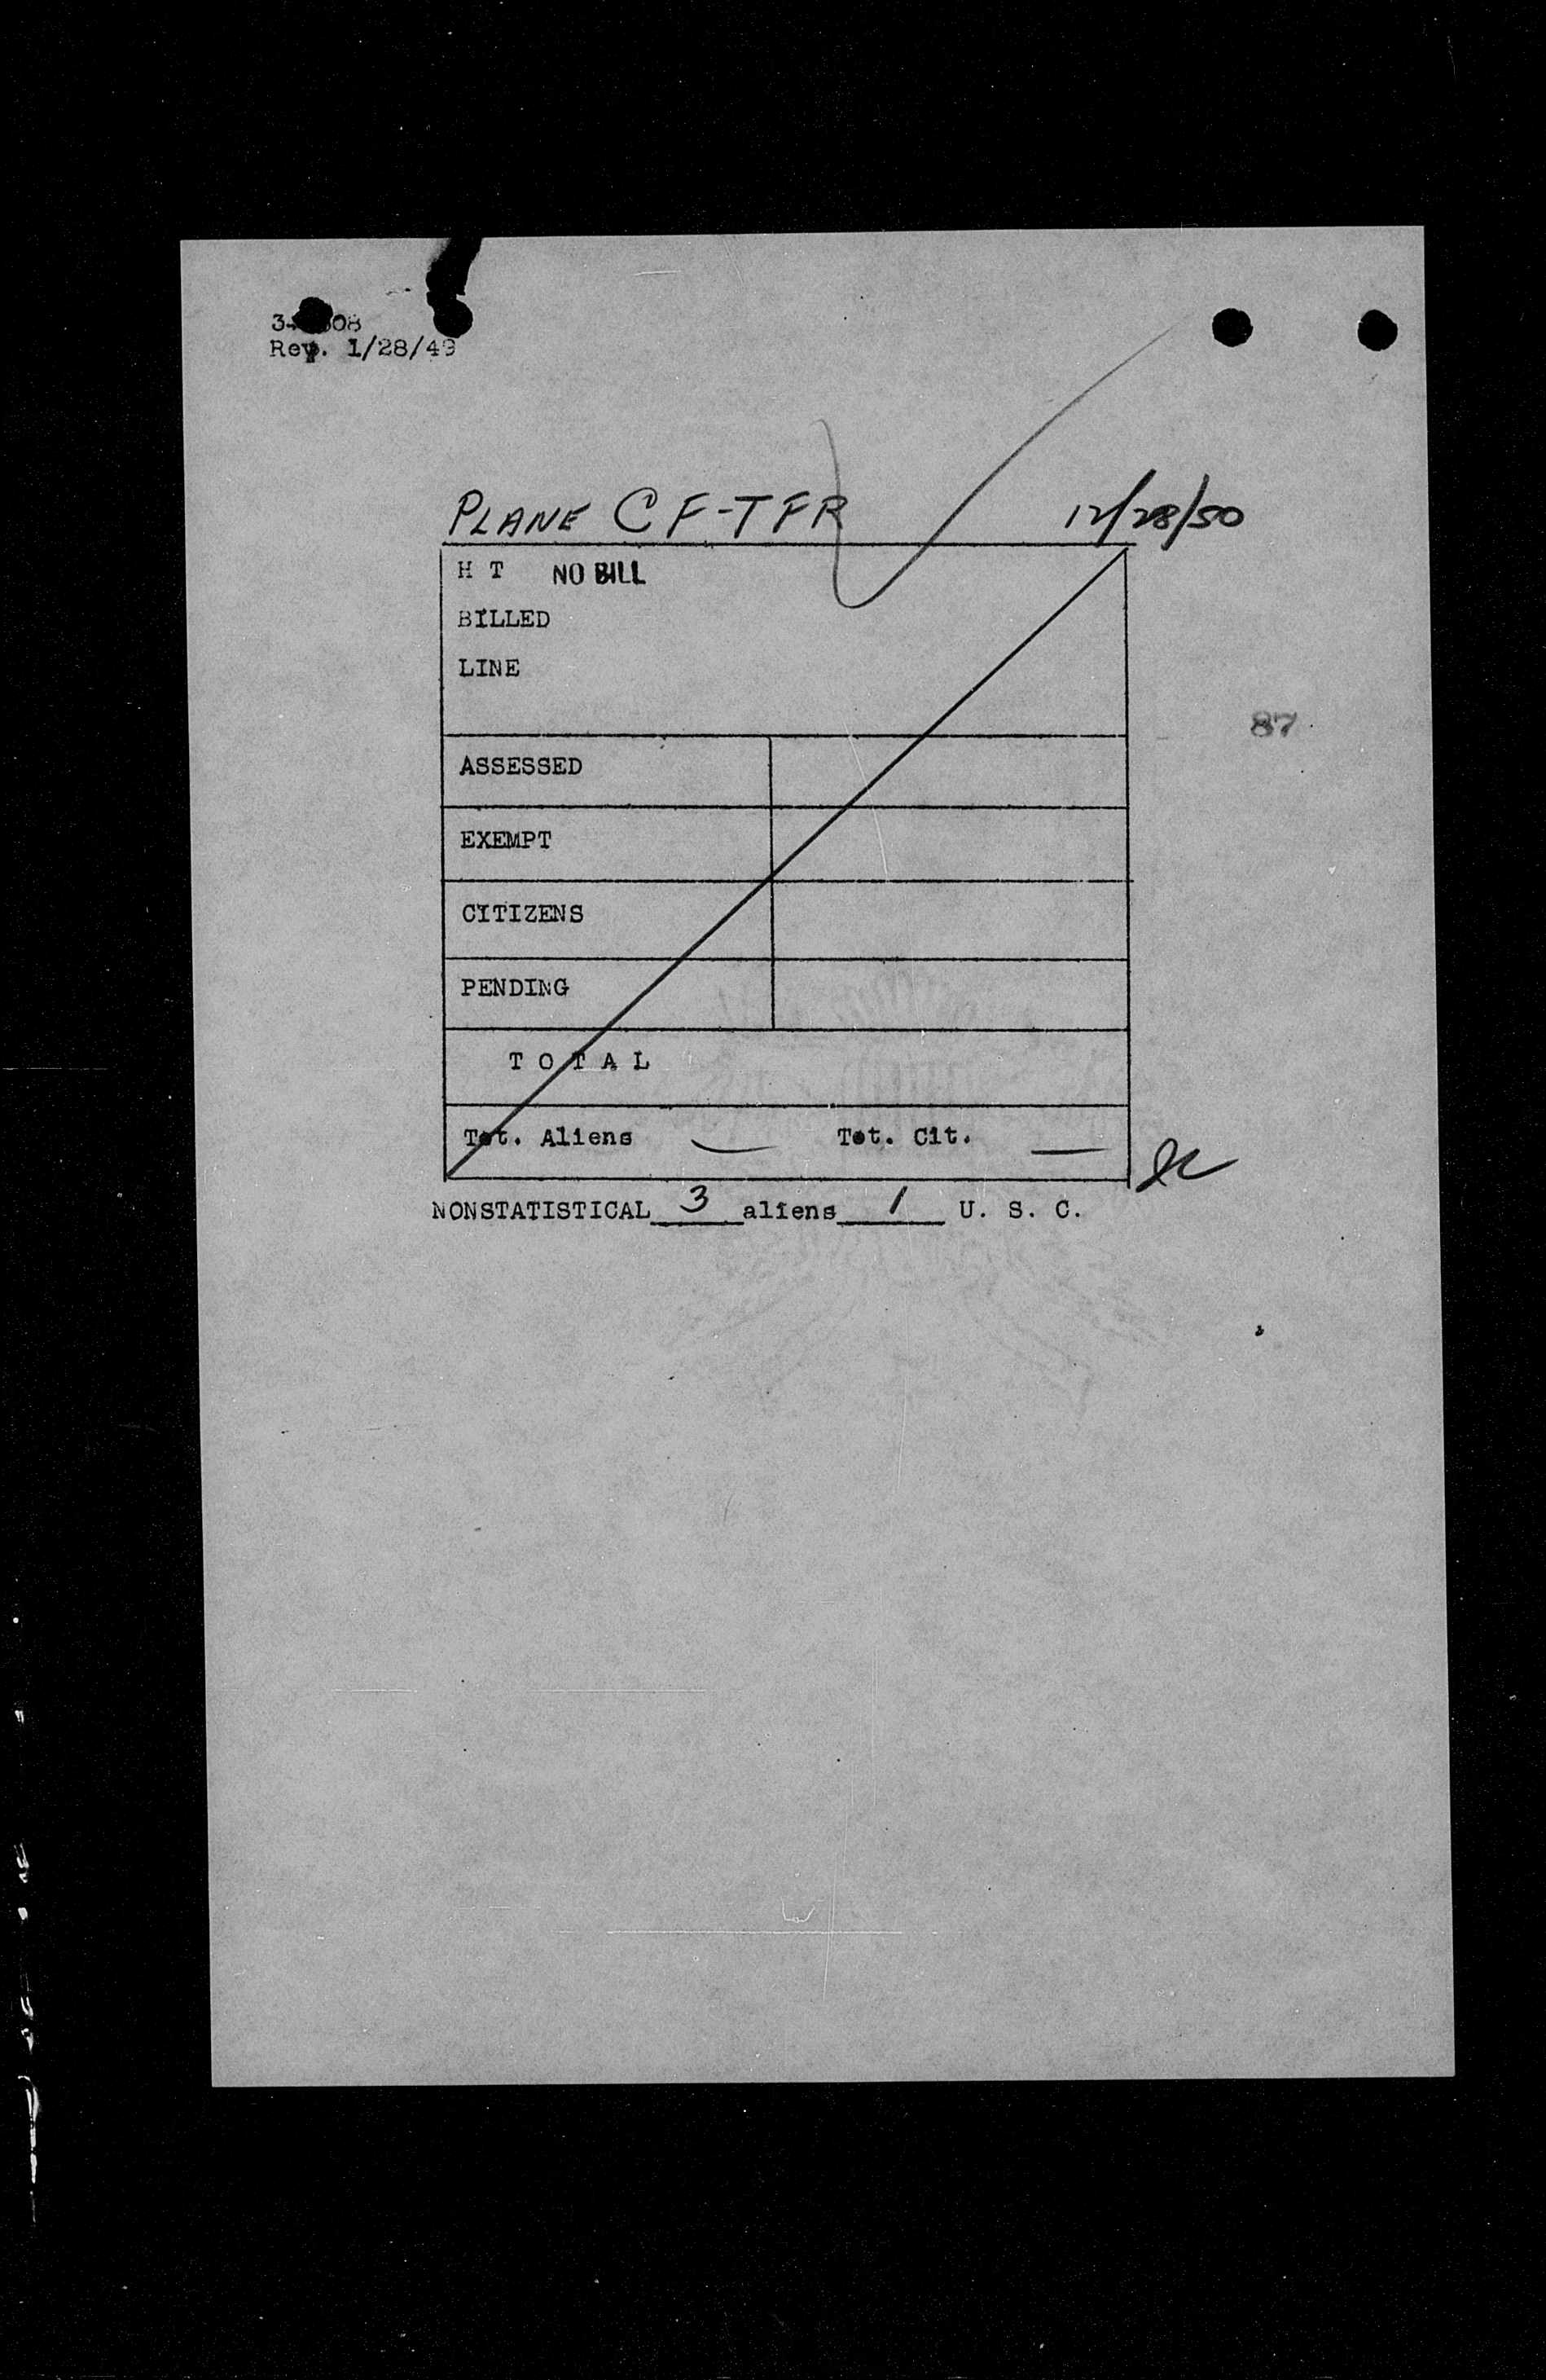 Rev. 1/28/49
PLANE CF-TFR 12/28/50
H T NO BILL
BILLED
LINE
87
ASSESSED
EXEMPT
CITIZENS
PENDING
T O T A L
Tot. Aliens — Tot. Cit. —
NONSTATISTICAL 3 aliens 1 U. S. C.